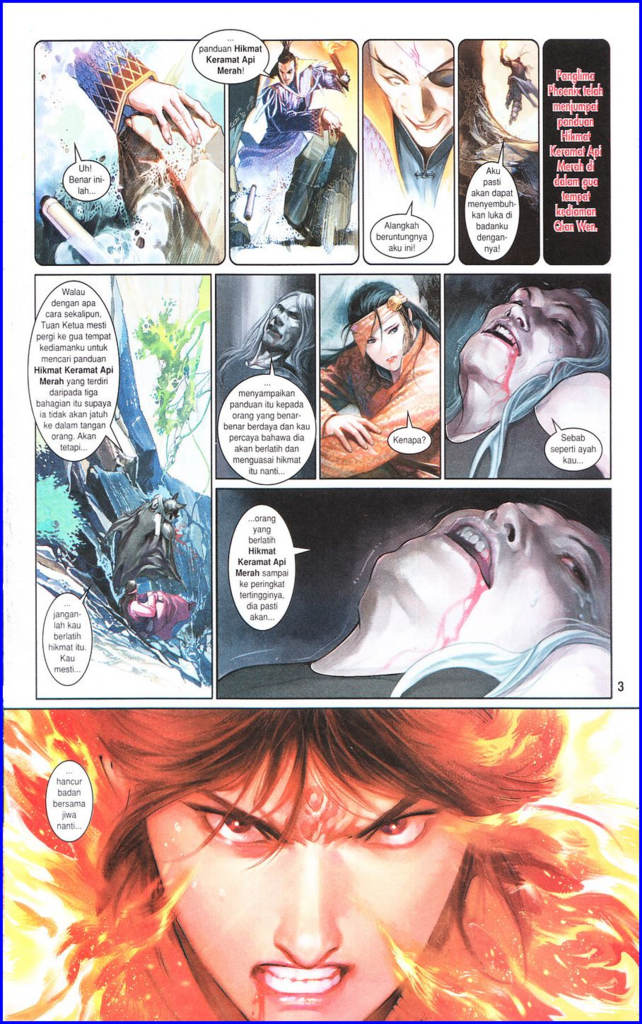 Uh!
Benar ini-
lah...
...
panduan Hikmat
Keramat Api
Merah!
Alangkah
beruntungnya
aku ini!
Aku
pasti
akan dapat
menyembuh-
kan luka di
badanku
dengan-
nya!
Panglima
Phoenix telah
menjumpai
panduan
Hikmat
Keramat Api
Merah di
dalam gua
tempat
kediaman
Qian Wen.
Walau
dengan apa
cara sekalipun,
Tuan Ketua mesti
pergi ke gua tempat
kediamanku untuk
mencari panduan
Hikmat Keramat Api
Merah yang terdiri
daripada tiga
bahagian itu supaya
ia tidak akan jatuh
ke dalam tangan
orang. Akan
tetapi...
...
jangan-
lah kau
berlatih
hikmat itu.
Kau
mesti...
...
menyampaikan
panduan itu kepada
orang yang benar-
benar berdaya dan kau
percaya bahawa dia
akan berlatih dan
menguasai hikmat
itu nanti...
Kenapa?
Sebab
seperti ayah
kau...
...orang
yang
berlatih
Hikmat
Keramat Api
Merah sampai
ke peringkat
tertingginya,
dia pasti
akan...
3
...
hancur
badan
bersama
jiwa
nanti...